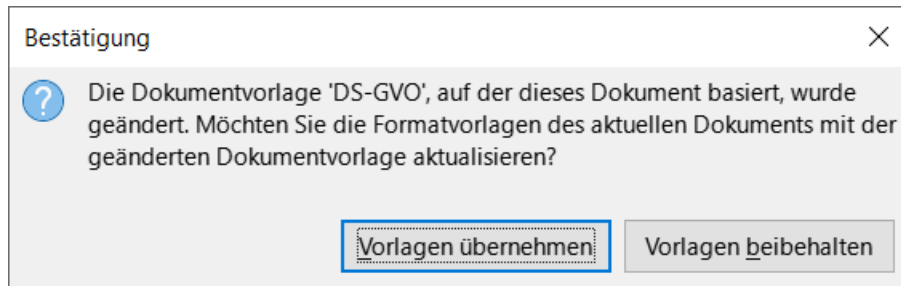 Bestätigung
Die Dokumentvorlage 'DS-GVO', auf der dieses Dokument basiert, wurde
geändert. Möchten Sie die Formatvorlagen des aktuellen Dokuments mit der
geänderten Dokumentvorlage aktualisieren?
Vorlagen übernehmen Vorlagen beibehalten